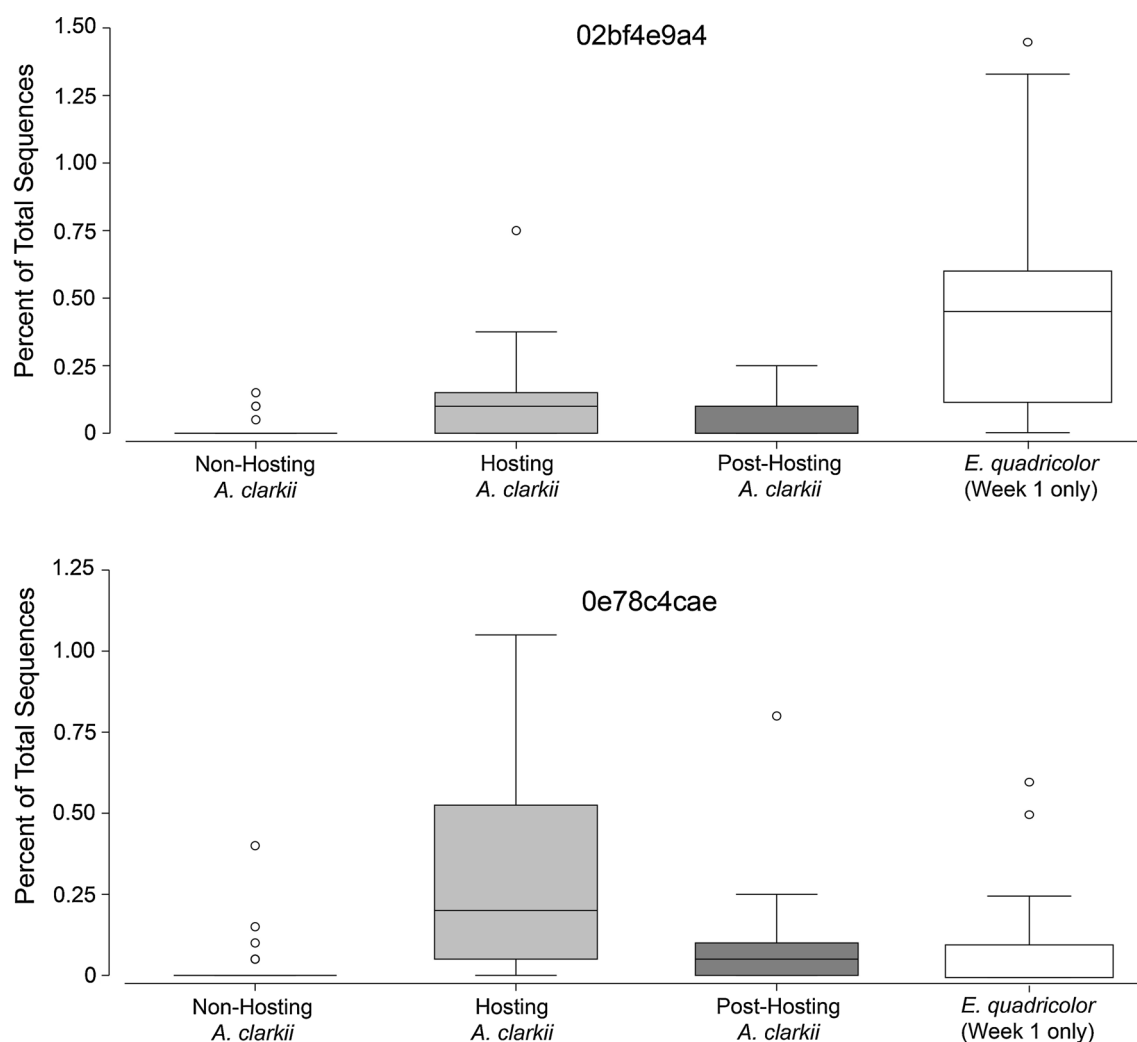 02bf4e9a4
Percent of Total Sequences
1.50
1.25
1.00
0.75
0.50
0.25
0
Non-Hosting
A. clarkii
Hosting
A. clarkii
Post-Hosting
A. clarkii
E. quadricolor
(Week 1 only)
0e78c4cae
Percent of Total Sequences
1.25
1.00
0.75
0.50
0.25
0
Non-Hosting
A. clarkii
Hosting
A. clarkii
Post-Hosting
A. clarkii
E. quadricolor
(Week 1 only)